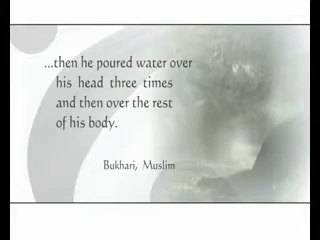 ...then he poured water over
his head three times
and then over the rest
of his body.
Bukhari, Muslim